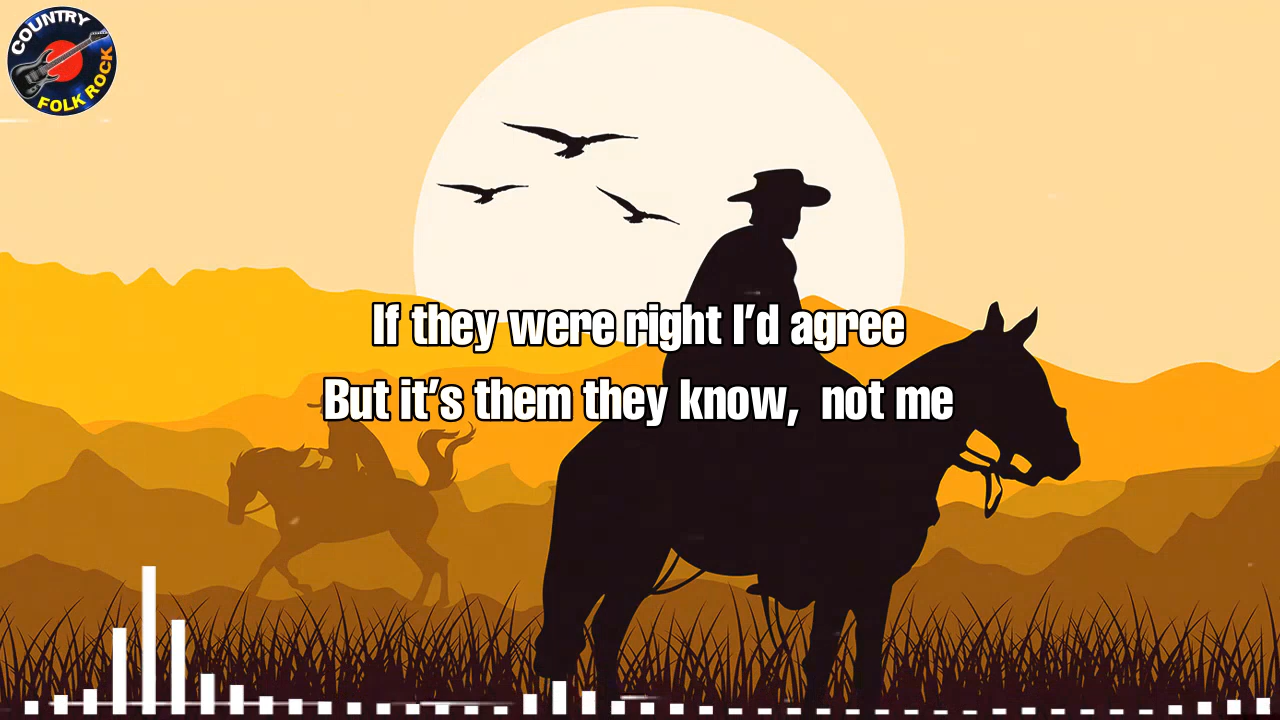 COUNTRY
FOLK ROCK
If they were right I'd agree
But it's them they know, not me